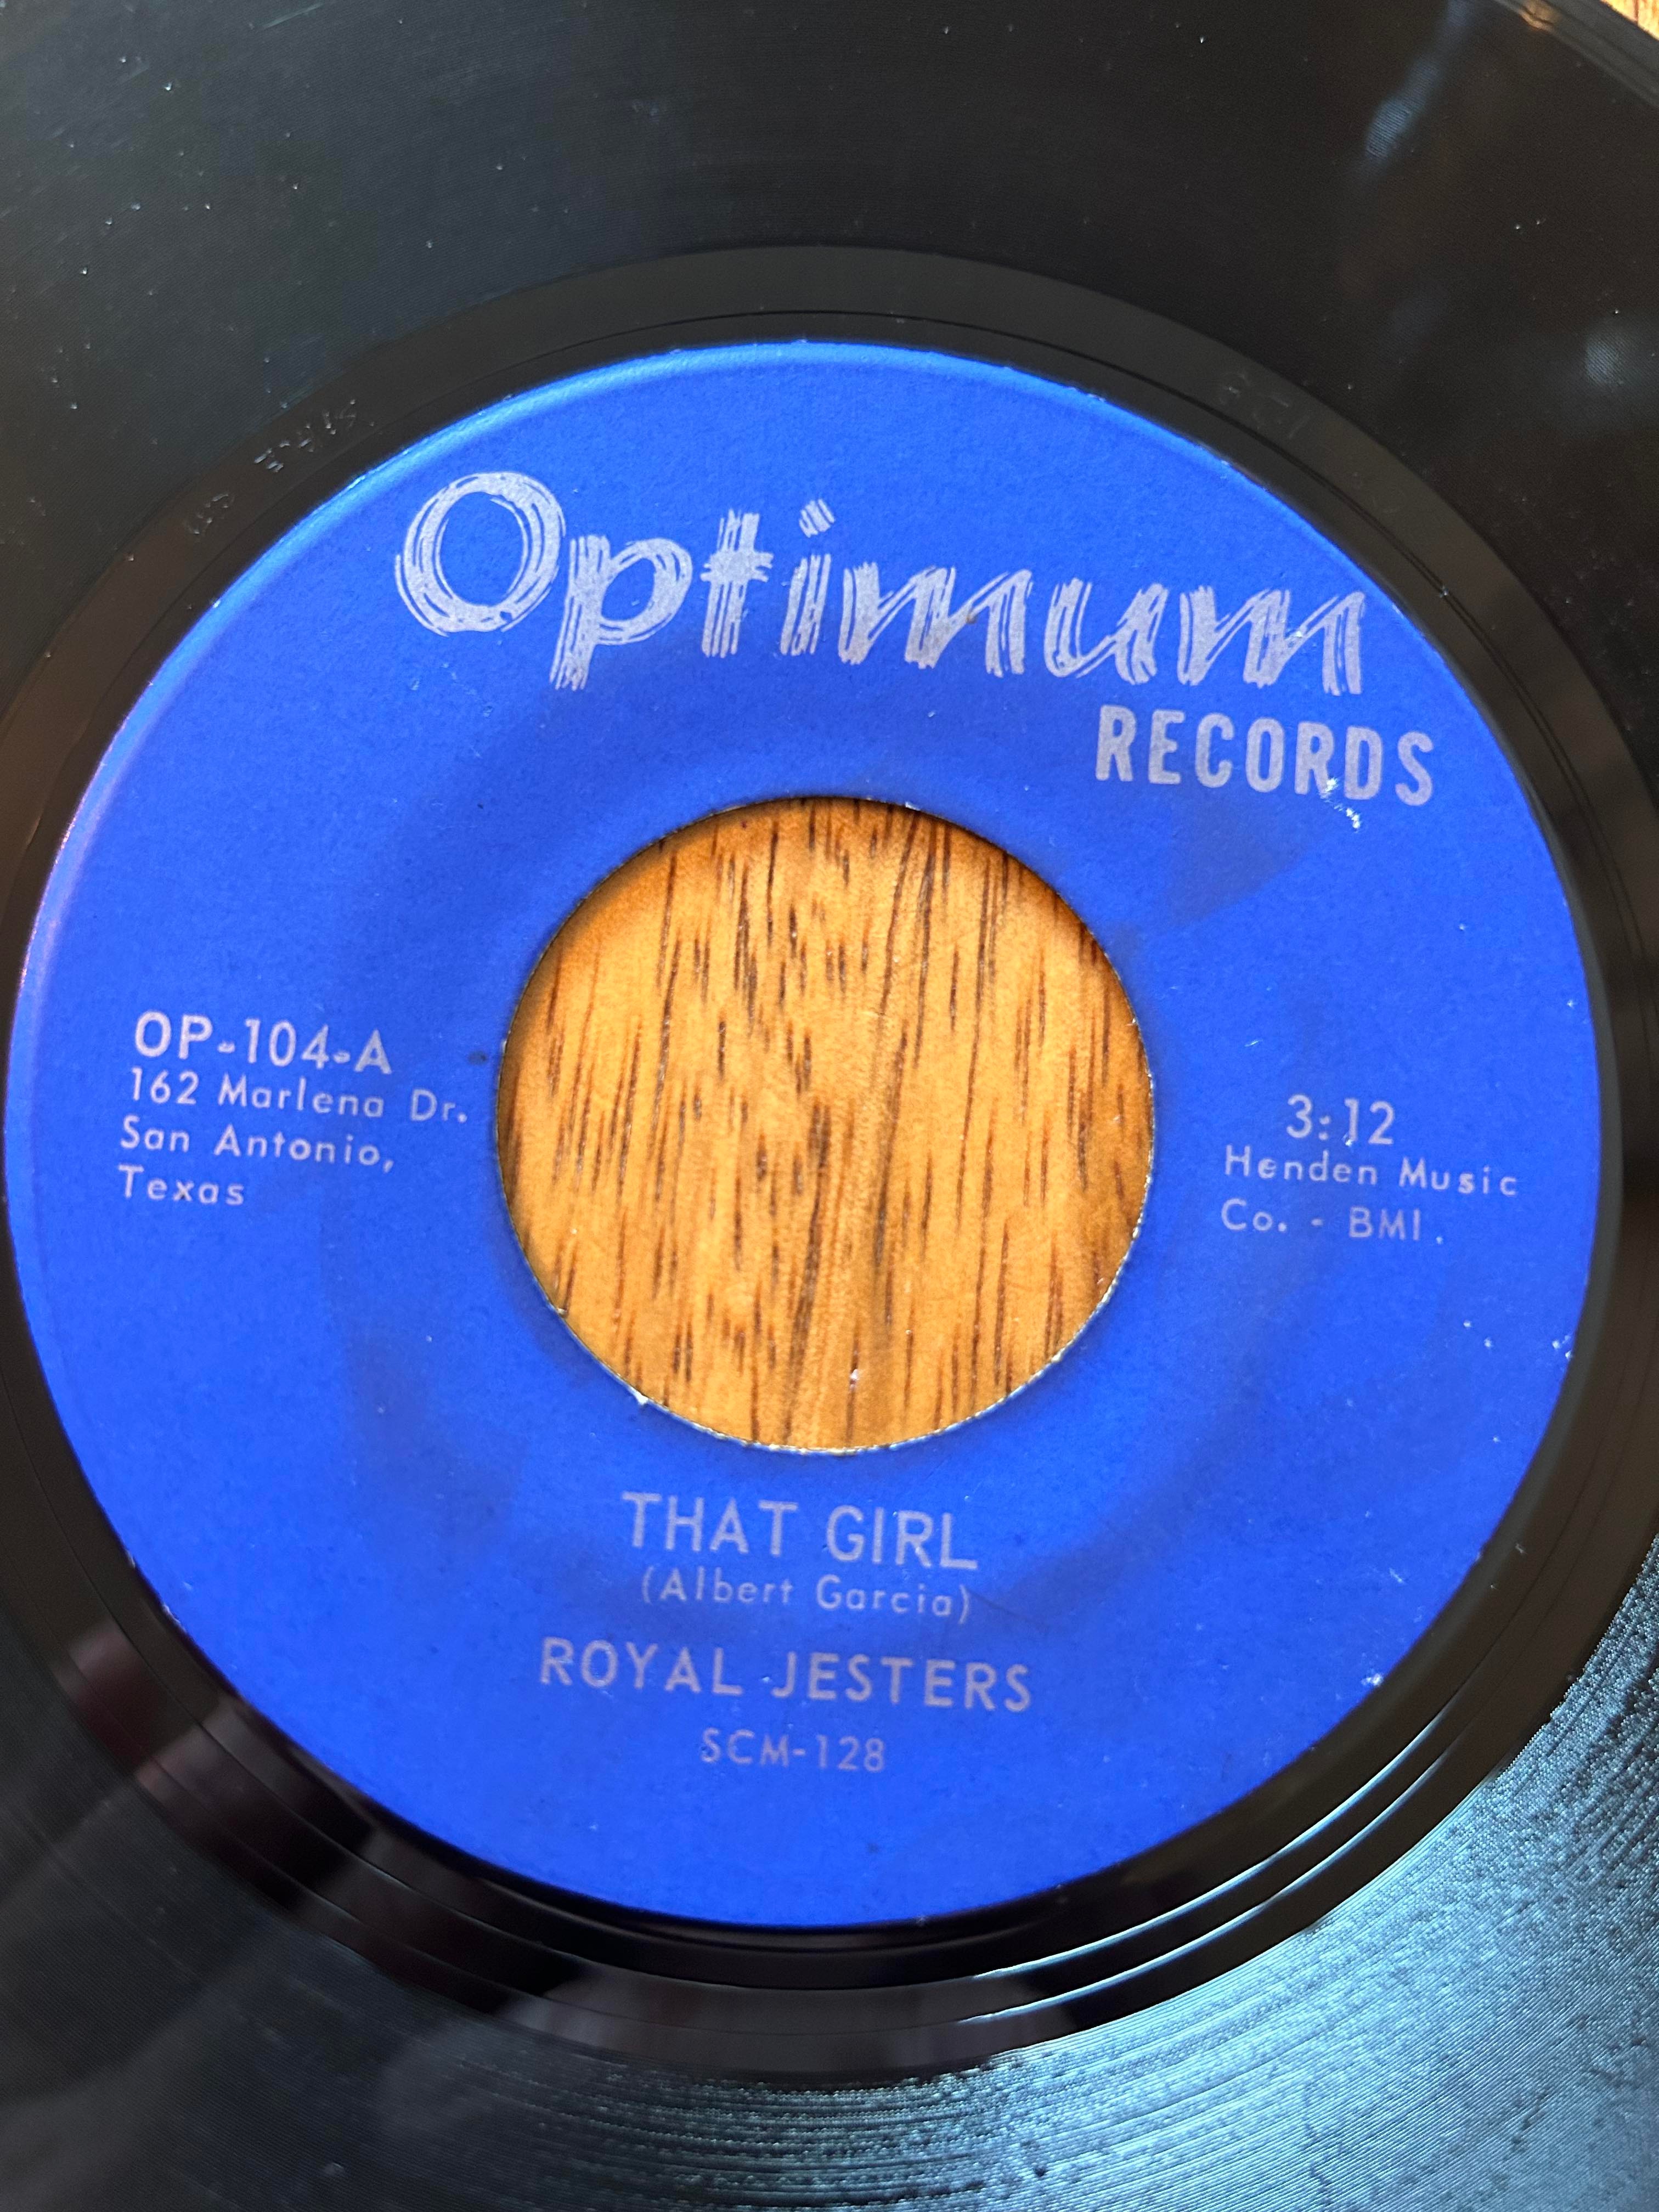 Optimum
RECORDS
OP-104-A
162 Marlena Dr.
San Antonio,
Texas
3:12
Henden Music
Co. - BMI.
THAT GIRL
(Albert Garcia)
ROYAL JESTERS
SCM-128